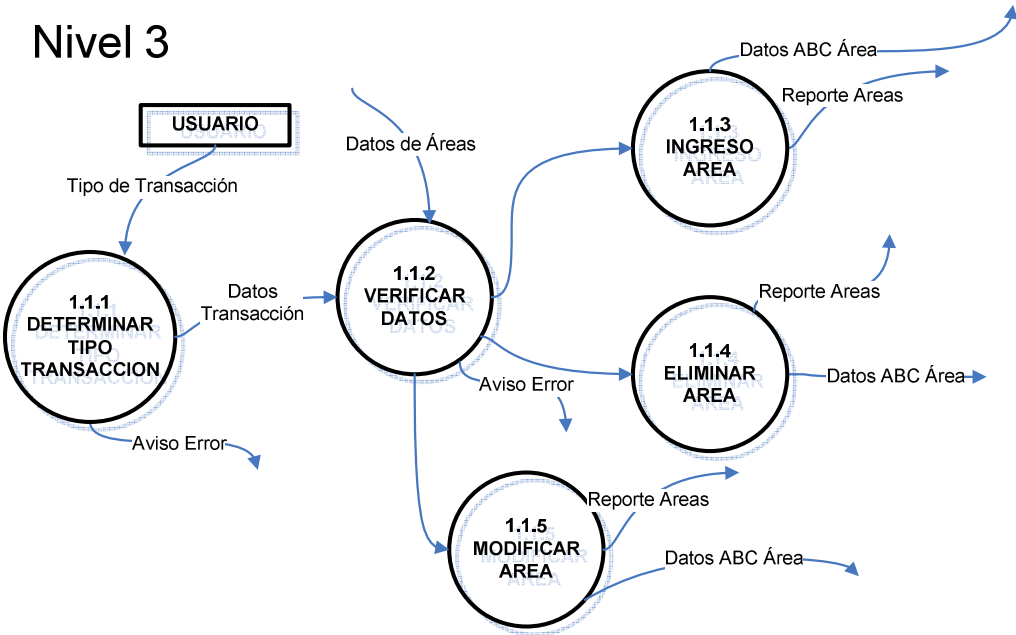 Nivel 3
Datos ABC Área
Reporte Areas
USUARIO
1.1.3
INGRESO
AREA
Datos de Áreas
Tipo de Transacción
1.1.2
VERIFICAR
DATOS
1.1.1
DETERMINAR
TIPO
TRANSACCION
Datos
Transacción
Reporte Areas
1.1.4
ELIMINAR
AREA
Datos ABC Área
Aviso Error
Aviso Error
Reporte Areas
1.1.5
MODIFICAR
AREA
Datos ABC Área